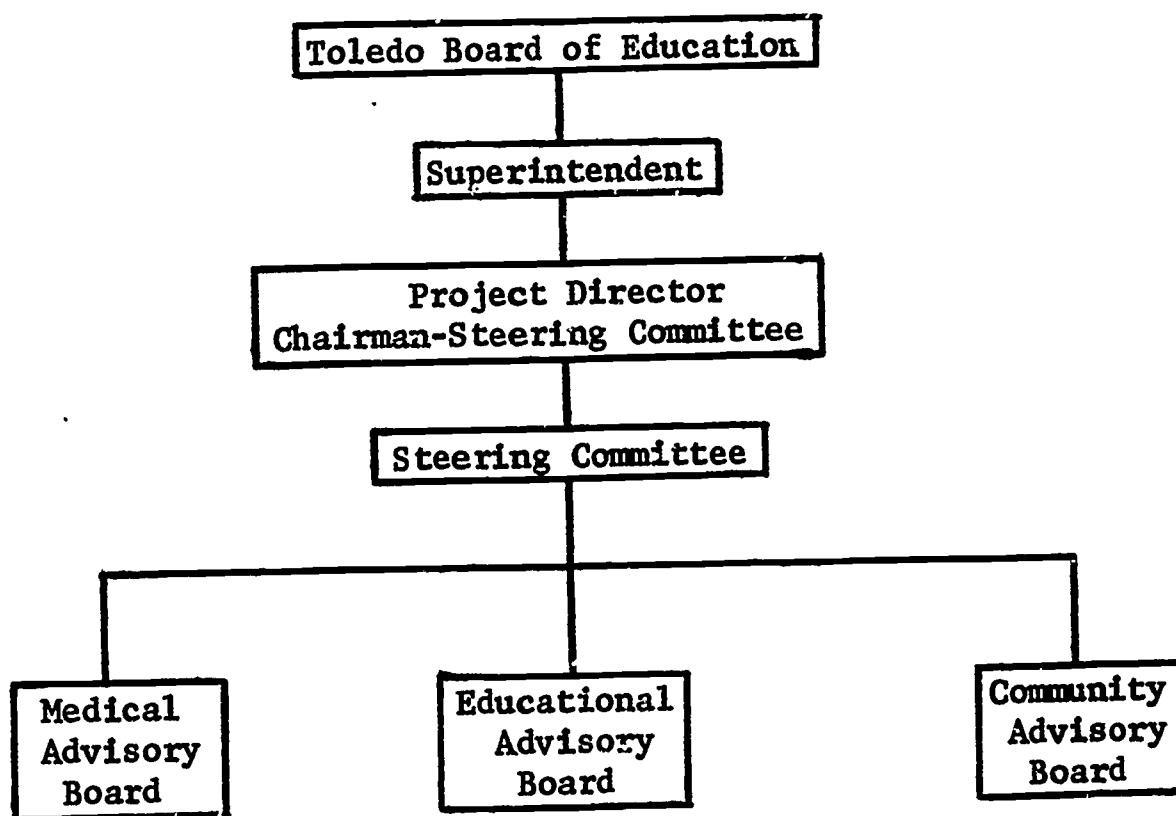 Toledo Board of Education
Superintendent
Project Director
Chairman-Steering Committee
Steering Committee
Medical
Advisory
Board
Educational
Advisory
Board
Community
Advisory
Board